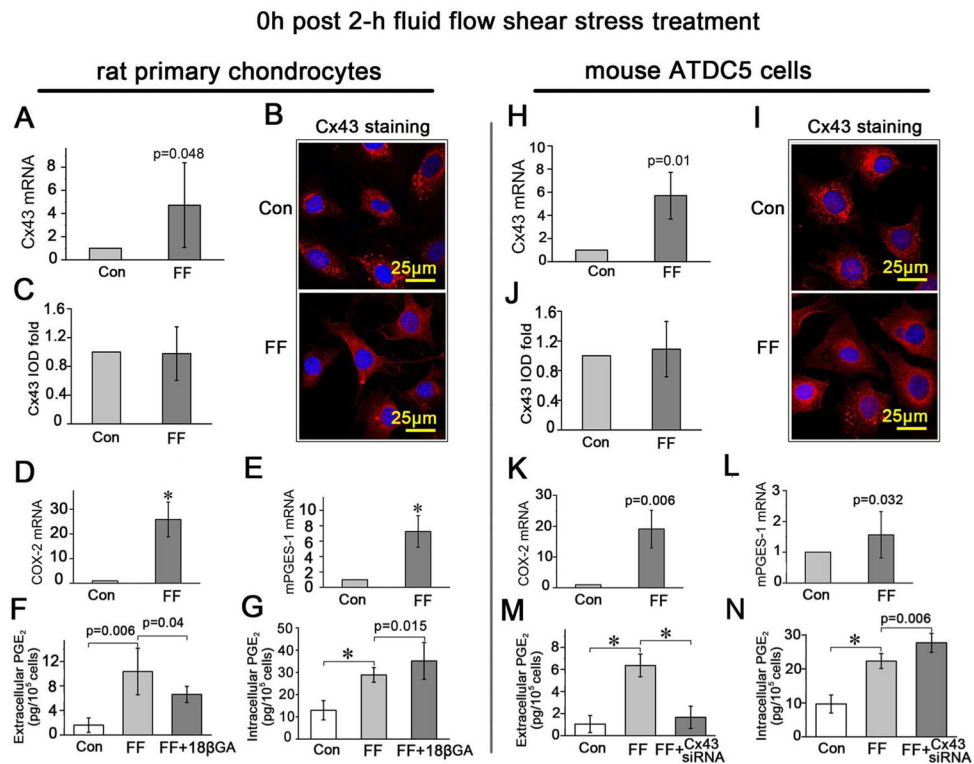 0h post 2-h fluid flow shear stress treatment
rat primary chondrocytes
mouse ATDC5 cells
A
Cx43 mRNA
8
6
4
2
0
p=0.048
Con
FF
B
Cx43 staining
Con
25μm
FF
25μm
C
Cx43 IOD fold
1.6
1.2
0.8
0.4
0
Con
FF
D
COX-2 mRNA
30
20
10
0
*
Con
FF
E
mPGES-1 mRNA
8
6
4
2
0
*
Con
FF
F
Extracellular PGE₂
(pg/10⁵ cells)
12
8
4
0
p=0.006
p=0.04
Con
FF
FF+18βGA
G
Intracellular PGE₂
(pg/10⁵ cells)
40
30
20
10
0
*
p=0.015
Con
FF
FF+18βGA
H
Cx43 mRNA
8
6
4
2
0
p=0.01
Con
FF
I
Cx43 staining
Con
25μm
FF
25μm
J
Cx43 IOD fold
1.6
1.2
0.8
0.4
0
Con
FF
K
COX-2 mRNA
30
20
10
0
p=0.006
Con
FF
L
mPGES-1 mRNA
3
2
1
0
p=0.032
Con
FF
M
Extracellular PGE₂
(pg/10⁵ cells)
8
6
4
2
0
*
*
Con
FF
FF+Cx43
siRNA
N
Intracellular PGE₂
(pg/10⁵ cells)
30
20
10
0
*
p=0.006
Con
FF
FF+Cx43
siRNA